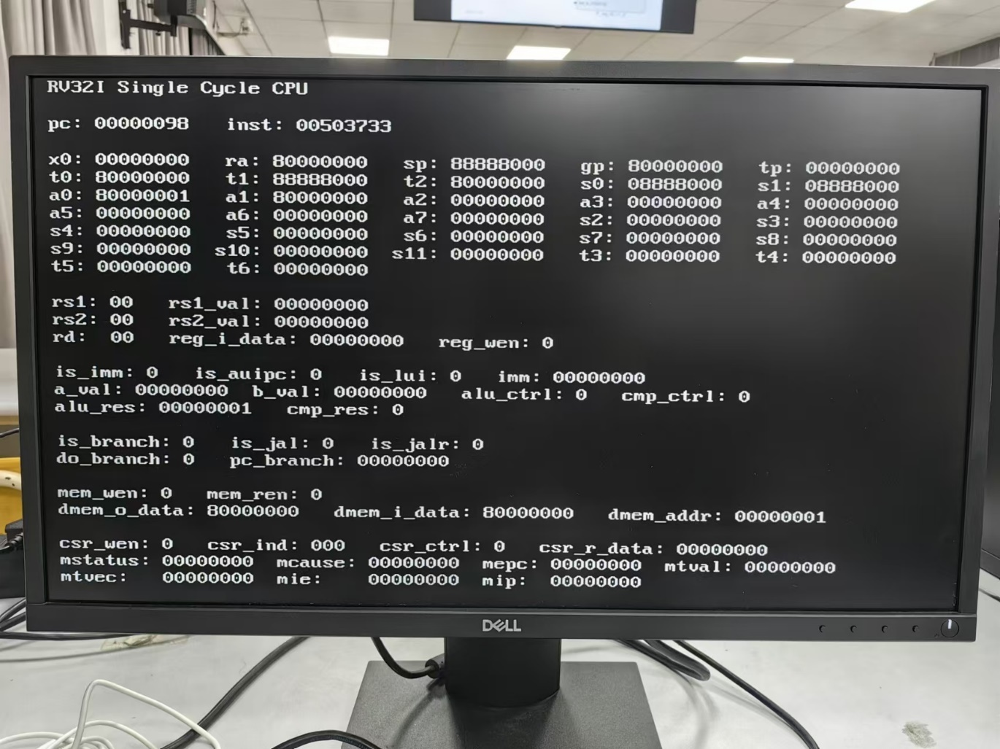 RV32I Single Cycle CPU
pc: 00000098 inst: 00503733
x0: 00000000 ra: 80000000 sp: 88888000 gp: 80000000 tp: 00000000
t0: 80000000 t1: 88888000 t2: 80000000 s0: 08888000 s1: 08888000
a0: 80000001 a1: 80000000 a2: 00000000 a3: 00000000 a4: 00000000
a5: 00000000 a6: 00000000 a7: 00000000 s2: 00000000 s3: 00000000
s4: 00000000 s5: 00000000 s6: 00000000 s7: 00000000 s8: 00000000
s9: 00000000 s10: 00000000 s11: 00000000 t3: 00000000 t4: 00000000
t5: 00000000 t6: 00000000
rs1: 00 rs1_val: 00000000
rs2: 00 rs2_val: 00000000
rd: 00 reg_i_data: 00000000 reg_wen: 0
is_imm: 0 is_auipc: 0 is_lui: 0 imm: 00000000
a_val: 00000000 b_val: 00000000 alu_ctrl: 0 cmp_ctrl: 0
alu_res: 00000001 cmp_res: 0
is_branch: 0 is_jal: 0 is_jalr: 0
do_branch: 0 pc_branch: 00000000
mem_wen: 0 mem_ren: 0
dmem_o_data: 80000000 dmem_i_data: 80000000 dmem_addr: 00000001
csr_wen: 0 csr_ind: 000 csr_ctrl: 0 csr_r_data: 00000000
mstatus: 00000000 mcause: 00000000 mepc: 00000000 mtval: 00000000
mtvec: 00000000 mie: 00000000 mip: 00000000
DELL